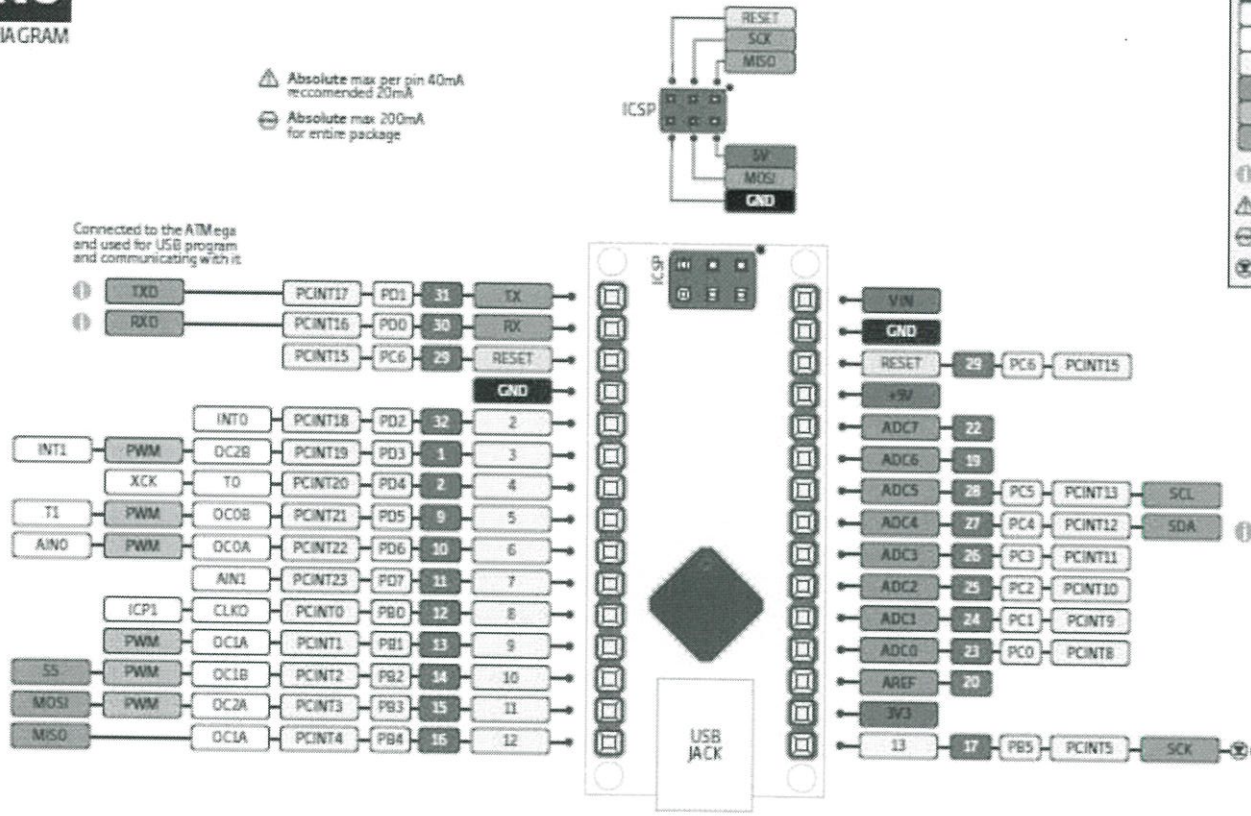 IAGRAM
Absolute max per pin 40mA
reccomended 20mA
Absolute max 200mA
for entire package
RESET
SCK
MISO
ICSP
5V
MOSI
GND
Connected to the ATMega
and used for USB program
and communicating with it
ICSP
TXD PCINT17 PD1 31 TX
RXD PCINT16 PD0 30 RX
PCINT15 PC6 29 RESET
GND
INT0 PCINT18 PD2 32 2
INT1 PWM OC2B PCINT19 PD3 1 3
XCK T0 PCINT20 PD4 2 4
T1 PWM OC0B PCINT21 PD5 9 5
AIN0 PWM OC0A PCINT22 PD6 10 6
AIN1 PCINT23 PD7 11 7
ICP1 CLKO PCINT0 PB0 12 8
PWM OC1A PCINT1 PB1 13 9
SS PWM OC1B PCINT2 PB2 14 10
MOSI PWM OC2A PCINT3 PB3 15 11
MISO OC1A PCINT4 PB4 16 12
VIN
GND
RESET 29 PC6 PCINT15
+9V
ADC7 22
ADC6 19
ADC5 28 PC5 PCINT13 SCL
ADC4 27 PC4 PCINT12 SDA
ADC3 26 PC3 PCINT11
ADC2 25 PC2 PCINT10
ADC1 24 PC1 PCINT9
ADC0 23 PC0 PCINT8
AREF 20
3V3
13 17 PB5 PCINT5 SCK
USB
JACK